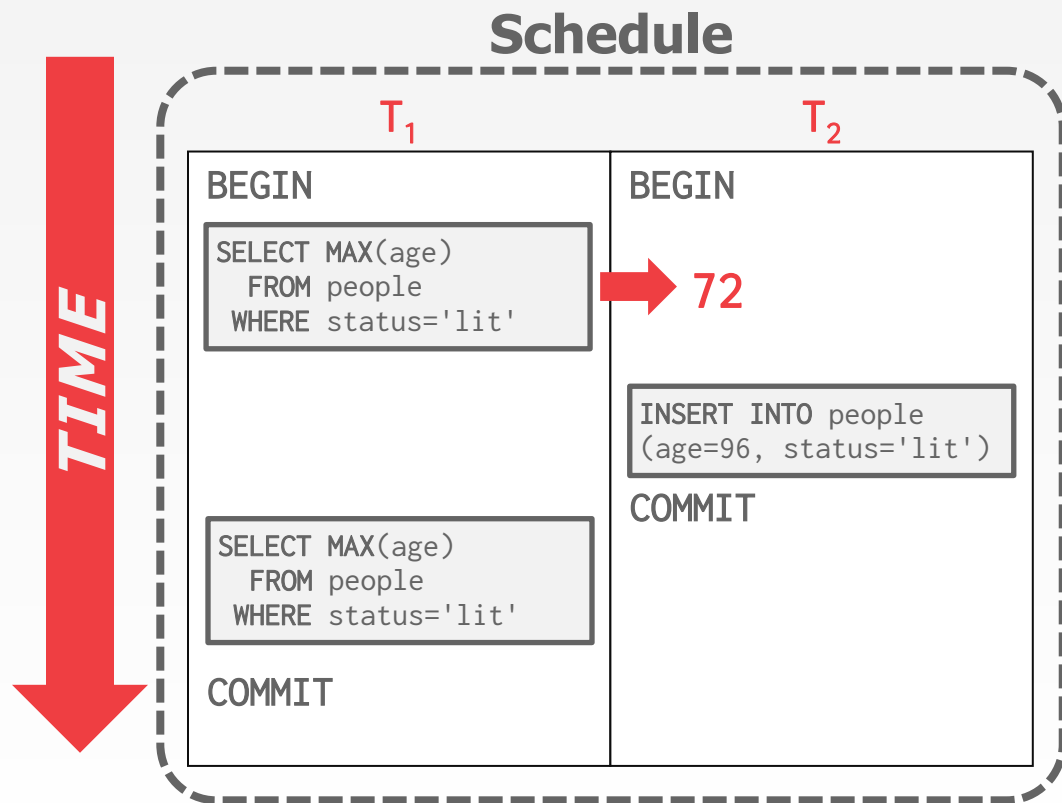 Schedule
TIME
T1
T2
BEGIN
BEGIN
SELECT MAX(age)
FROM people
WHERE status='lit'
72
INSERT INTO people
(age=96, status='lit')
COMMIT
SELECT MAX(age)
FROM people
WHERE status='lit'
COMMIT